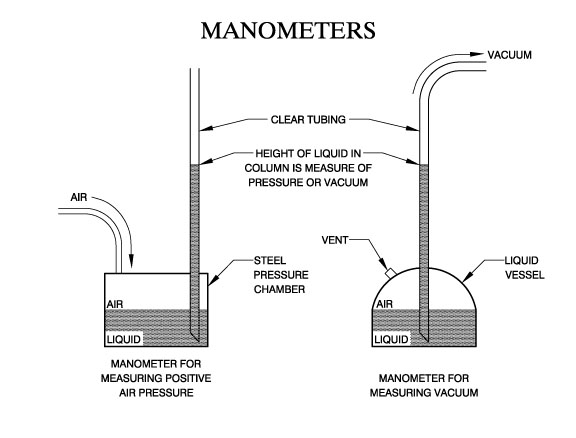 MANOMETERS
VACUUM
CLEAR TUBING
HEIGHT OF LIQUID IN
COLUMN IS MEASURE OF
PRESSURE OR VACUUM
AIR
VENT
STEEL
PRESSURE
CHAMBER
LIQUID
VESSEL
AIR
AIR
LIQUID
LIQUID
MANOMETER FOR
MEASURING POSITIVE
AIR PRESSURE
MANOMETER FOR
MEASURING VACUUM